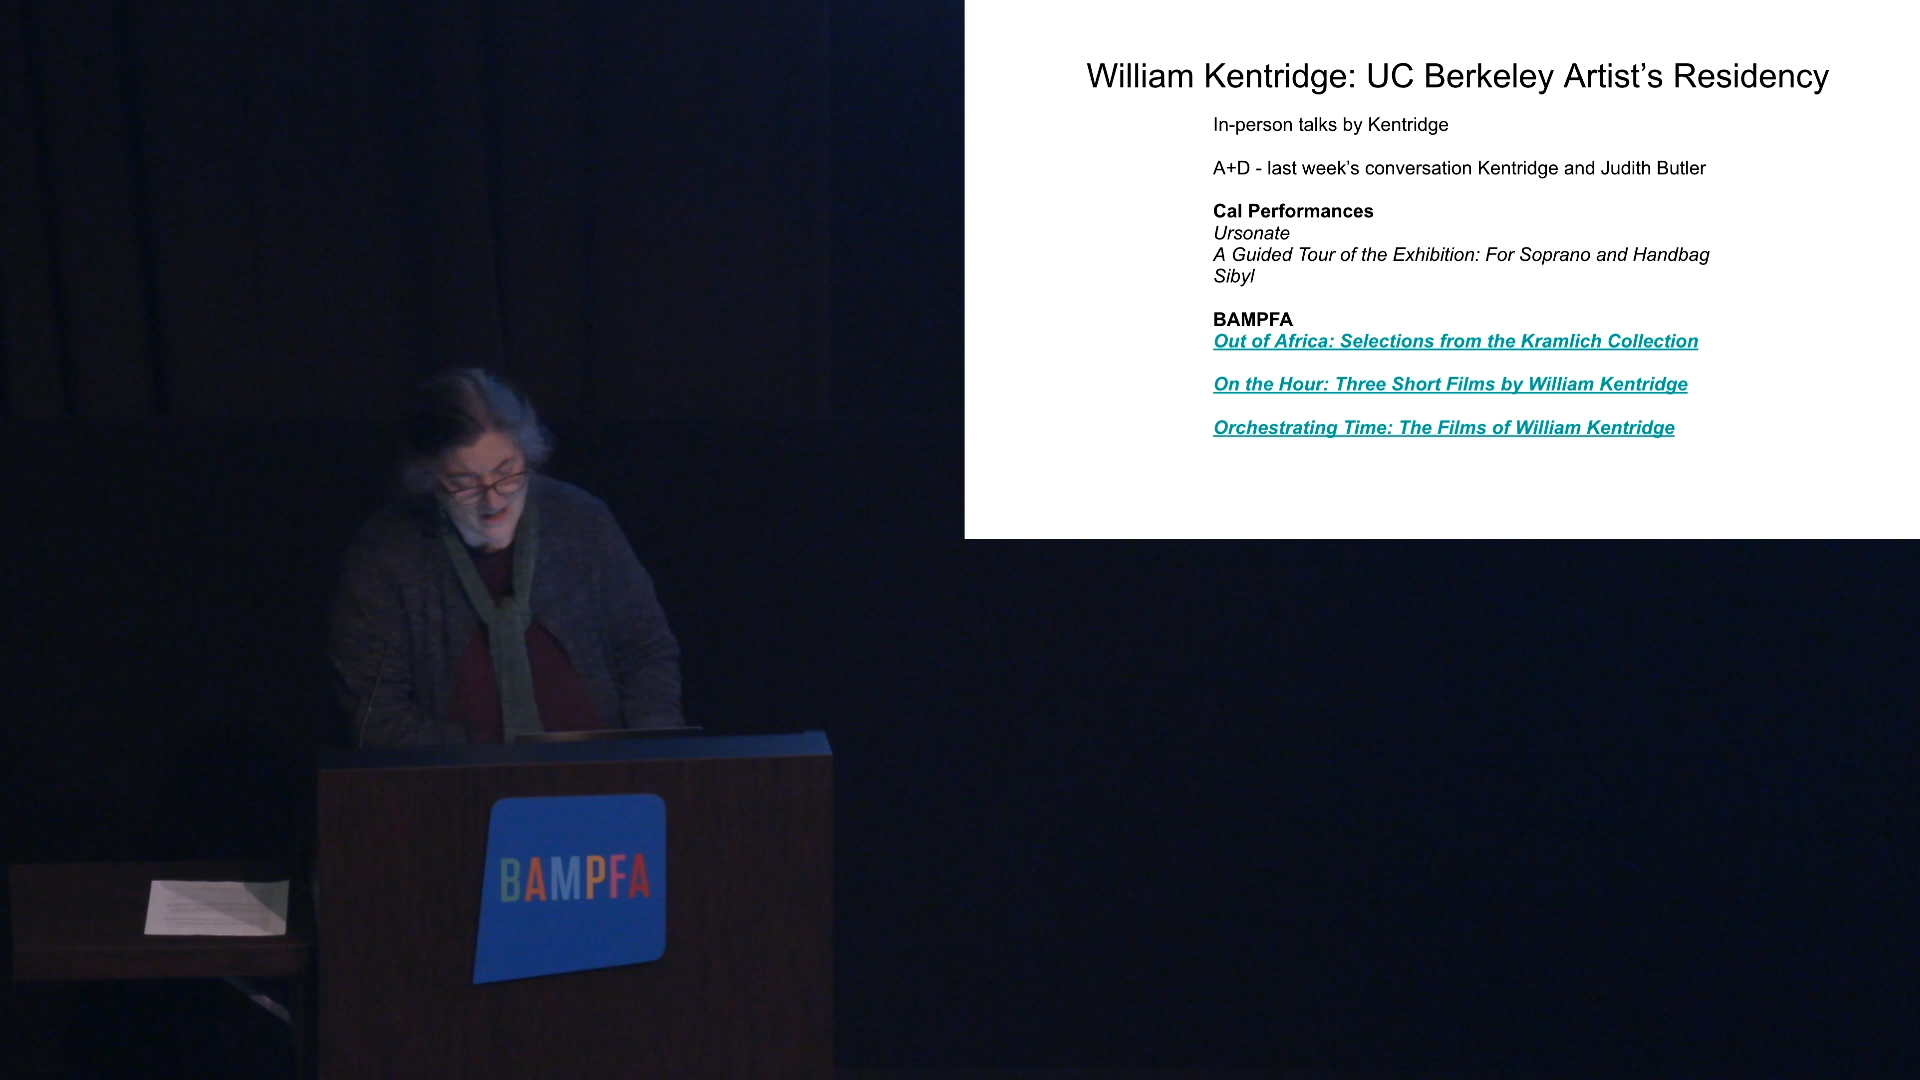 William Kentridge: UC Berkeley Artist’s Residency
In-person talks by Kentridge
A+D - last week’s conversation Kentridge and Judith Butler
Cal Performances
Ursonate
A Guided Tour of the Exhibition: For Soprano and Handbag
Sibyl
BAMPFA
Out of Africa: Selections from the Kramlich Collection
On the Hour: Three Short Films by William Kentridge
Orchestrating Time: The Films of William Kentridge
BAMPFA